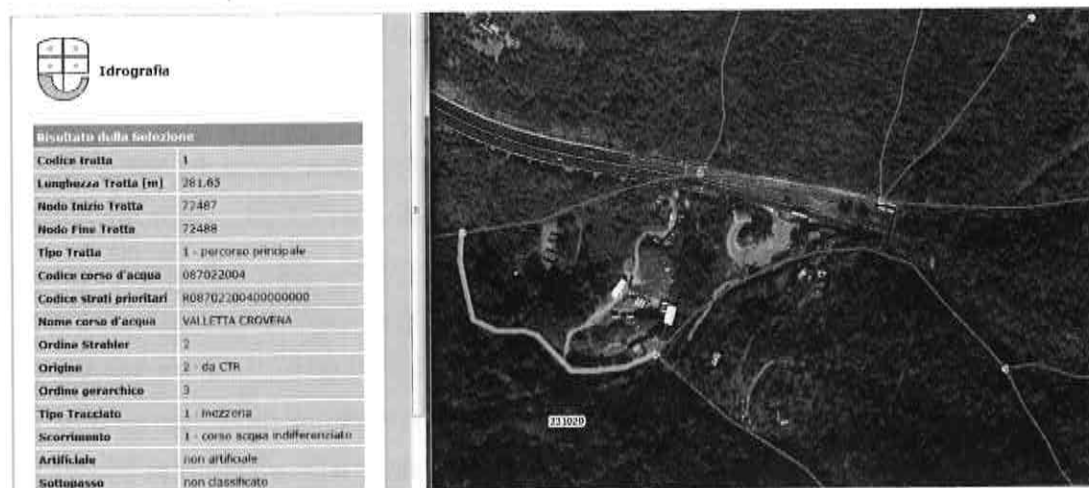 Idrografia
Risultato della Selezione
Codice tratta 1
Lunghezza Tratta [m] 281.65
Nodo Inizio Tratta 72487
Nodo Fine Tratta 72488
Tipo Tratta 1 - percorso principale
Codice corso d'acqua 087022004
Codice strati prioritari R08702200400000000
Nome corso d'acqua VALLETTA CROVENA
Ordine Strahler 2
Origine 2 - da CTR
Ordine gerarchico 3
Tipo Tracciato 1 - mezzeria
Scorrimento 1 - corso acqua indifferenziato
Artificiale non artificiale
Sottopasso non classificato
231020